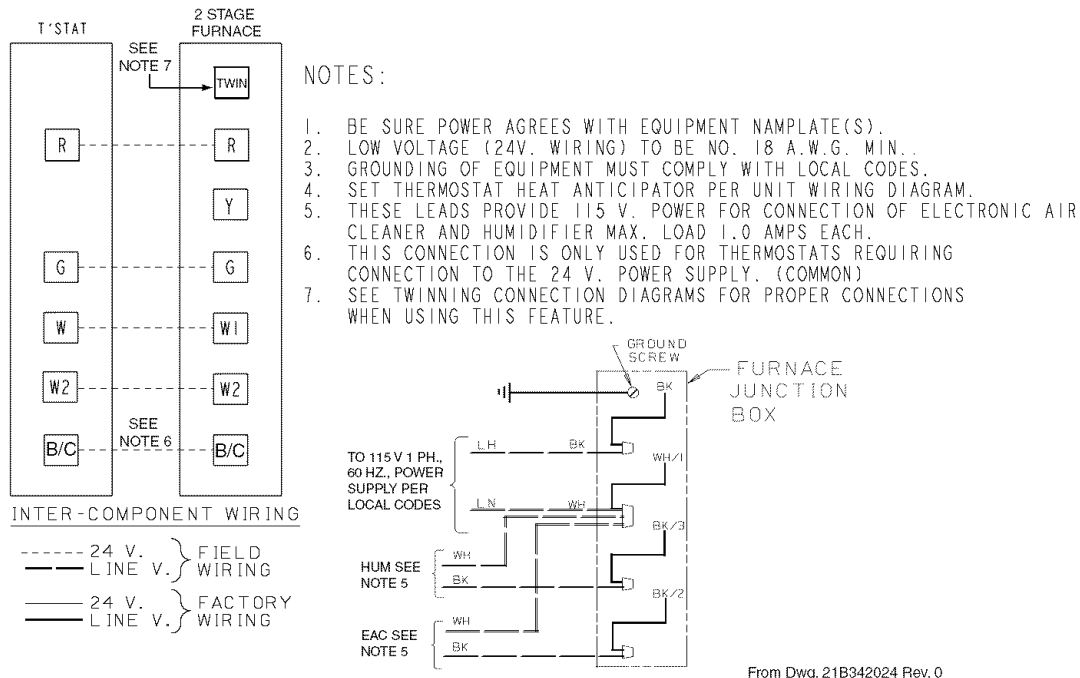 T'STAT
2 STAGE
FURNACE
SEE
NOTE 7
TWIN
R
R
Y
G
G
W
W1
W2
W2
SEE
NOTE 6
B/C
B/C
INTER-COMPONENT WIRING
24 V.
LINE V.
FIELD
WIRING
24 V.
LINE V.
FACTORY
WIRING
NOTES:
1. BE SURE POWER AGREES WITH EQUIPMENT NAMPLATE(S).
2. LOW VOLTAGE (24V. WIRING) TO BE NO. 18 A.W.G. MIN..
3. GROUNDING OF EQUIPMENT MUST COMPLY WITH LOCAL CODES.
4. SET THERMOSTAT HEAT ANTICIPATOR PER UNIT WIRING DIAGRAM.
5. THESE LEADS PROVIDE 115 V. POWER FOR CONNECTION OF ELECTRONIC AIR
CLEANER AND HUMIDIFIER MAX. LOAD 1.0 AMPS EACH.
6. THIS CONNECTION IS ONLY USED FOR THERMOSTATS REQUIRING
CONNECTION TO THE 24 V. POWER SUPPLY. (COMMON)
7. SEE TWINNING CONNECTION DIAGRAMS FOR PROPER CONNECTIONS
WHEN USING THIS FEATURE.
GROUND
SCREW
FURNACE
JUNCTION
BOX
BK
TO 115 V 1 PH.,
60 HZ., POWER
SUPPLY PER
LOCAL CODES
LH
BK
WH/1
LN
WH
BK/3
HUM SEE
NOTE 5
WH
BK
BK/2
EAC SEE
NOTE 5
WH
BK
From Dwg. 21B342024 Rev. 0